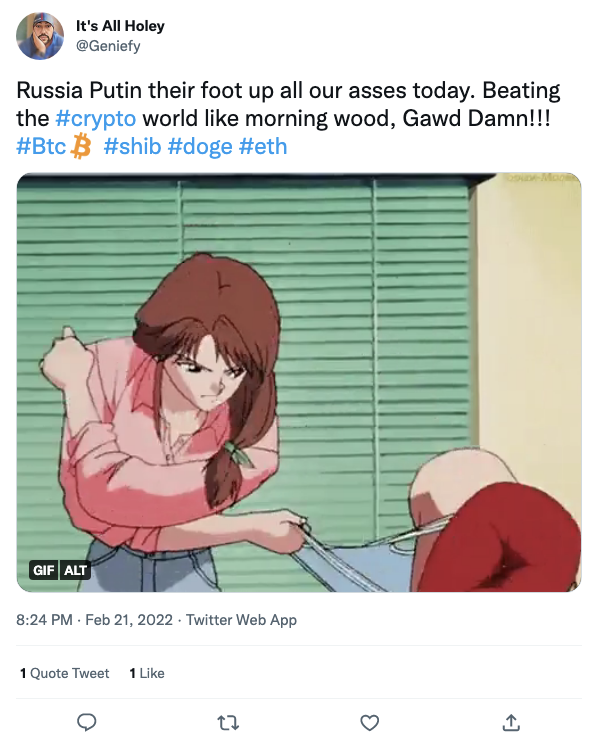 It's All Holey
@Geniefy
Russia Putin their foot up all our asses today. Beating
the #crypto world like morning wood, Gawd Damn!!!
#Btc #shib #doge #eth
GIF ALT
8:24 PM · Feb 21, 2022 · Twitter Web App
1 Quote Tweet 1 Like